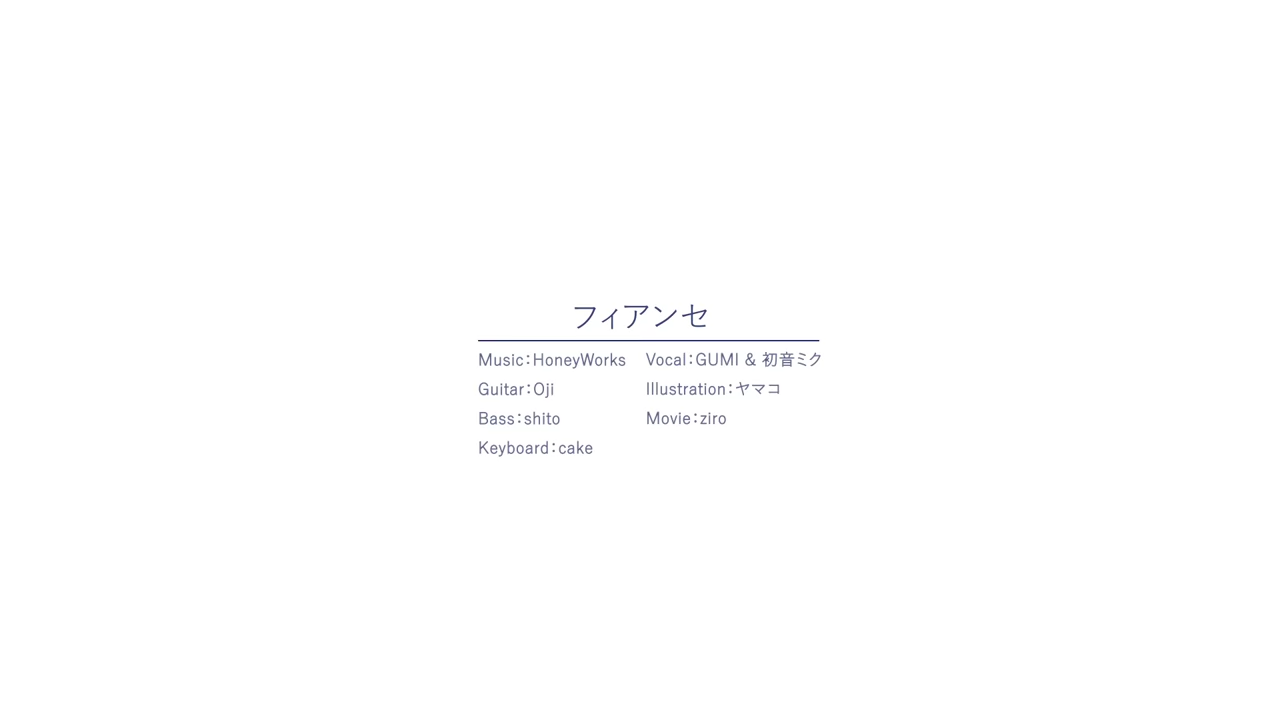 フィアンセ
Music:HoneyWorks
Guitar:Oji
Bass:shito
Keyboard:cake
Vocal:GUMI & 初音ミク
Illustration:ヤマコ
Movie:ziro